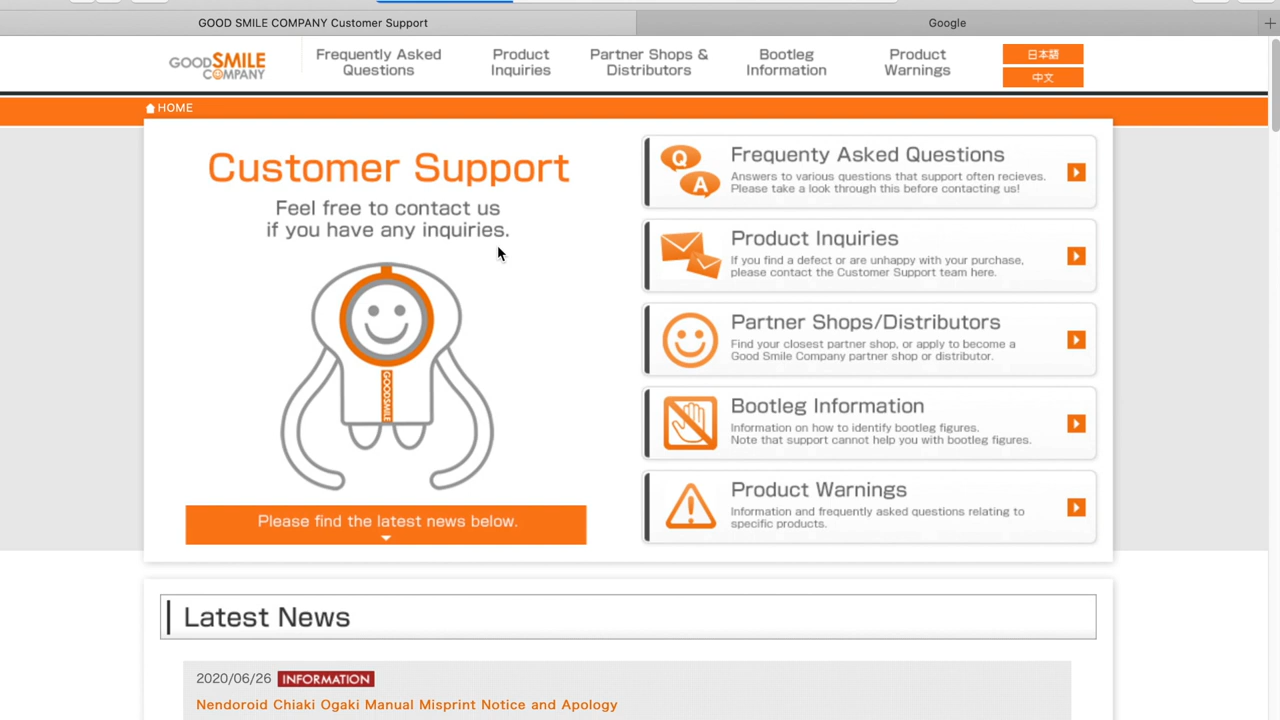 GOOD SMILE COMPANY Customer Support
Google
GOODSMILE
COMPANY
Frequently Asked
Questions
Product
Inquiries
Partner Shops &
Distributors
Bootleg
Information
Product
Warnings
日本語
中文
HOME
Customer Support
Feel free to contact us
if you have any inquiries.
GOODSMILE
Please find the latest news below.
Q
A
Frequenty Asked Questions
Answers to various questions that support often recieves.
Please take a look through this before contacting us!
Product Inquiries
If you find a defect or are unhappy with your purchase,
please contact the Customer Support team here.
Partner Shops/Distributors
Find your closest partner shop, or apply to become a
Good Smile Company partner shop or distributor.
Bootleg Information
Information on how to identify bootleg figures.
Note that support cannot help you with bootleg figures.
Product Warnings
Information and frequently asked questions relating to
specific products.
Latest News
2020/06/26 INFORMATION
Nendoroid Chiaki Ogaki Manual Misprint Notice and Apology